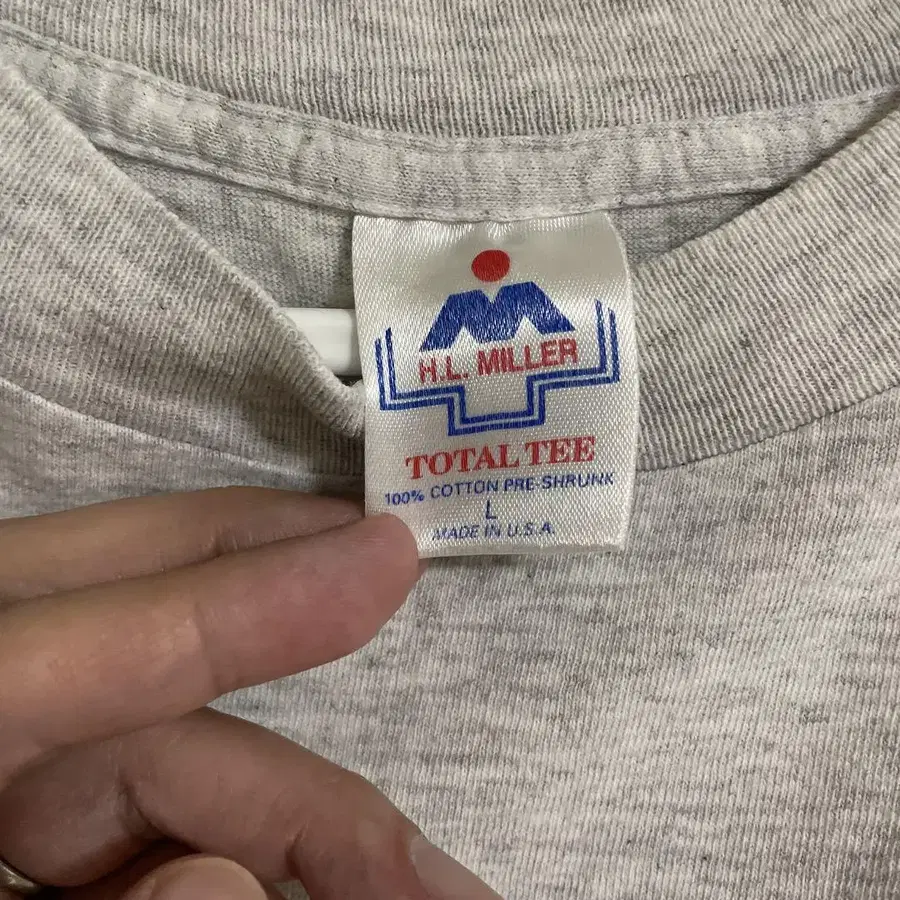 H.L. MILLER
TOTAL TEE
100% COTTON PRE-SHRUNK
L
MADE IN U.S.A.